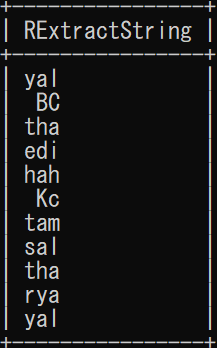 +-----------------+
| RExtractString |
+-----------------+
| yal |
|  BC |
| tha |
| edi |
| hah |
|  Kc |
| tam |
| sal |
| tha |
| rya |
| yal |
+-----------------+